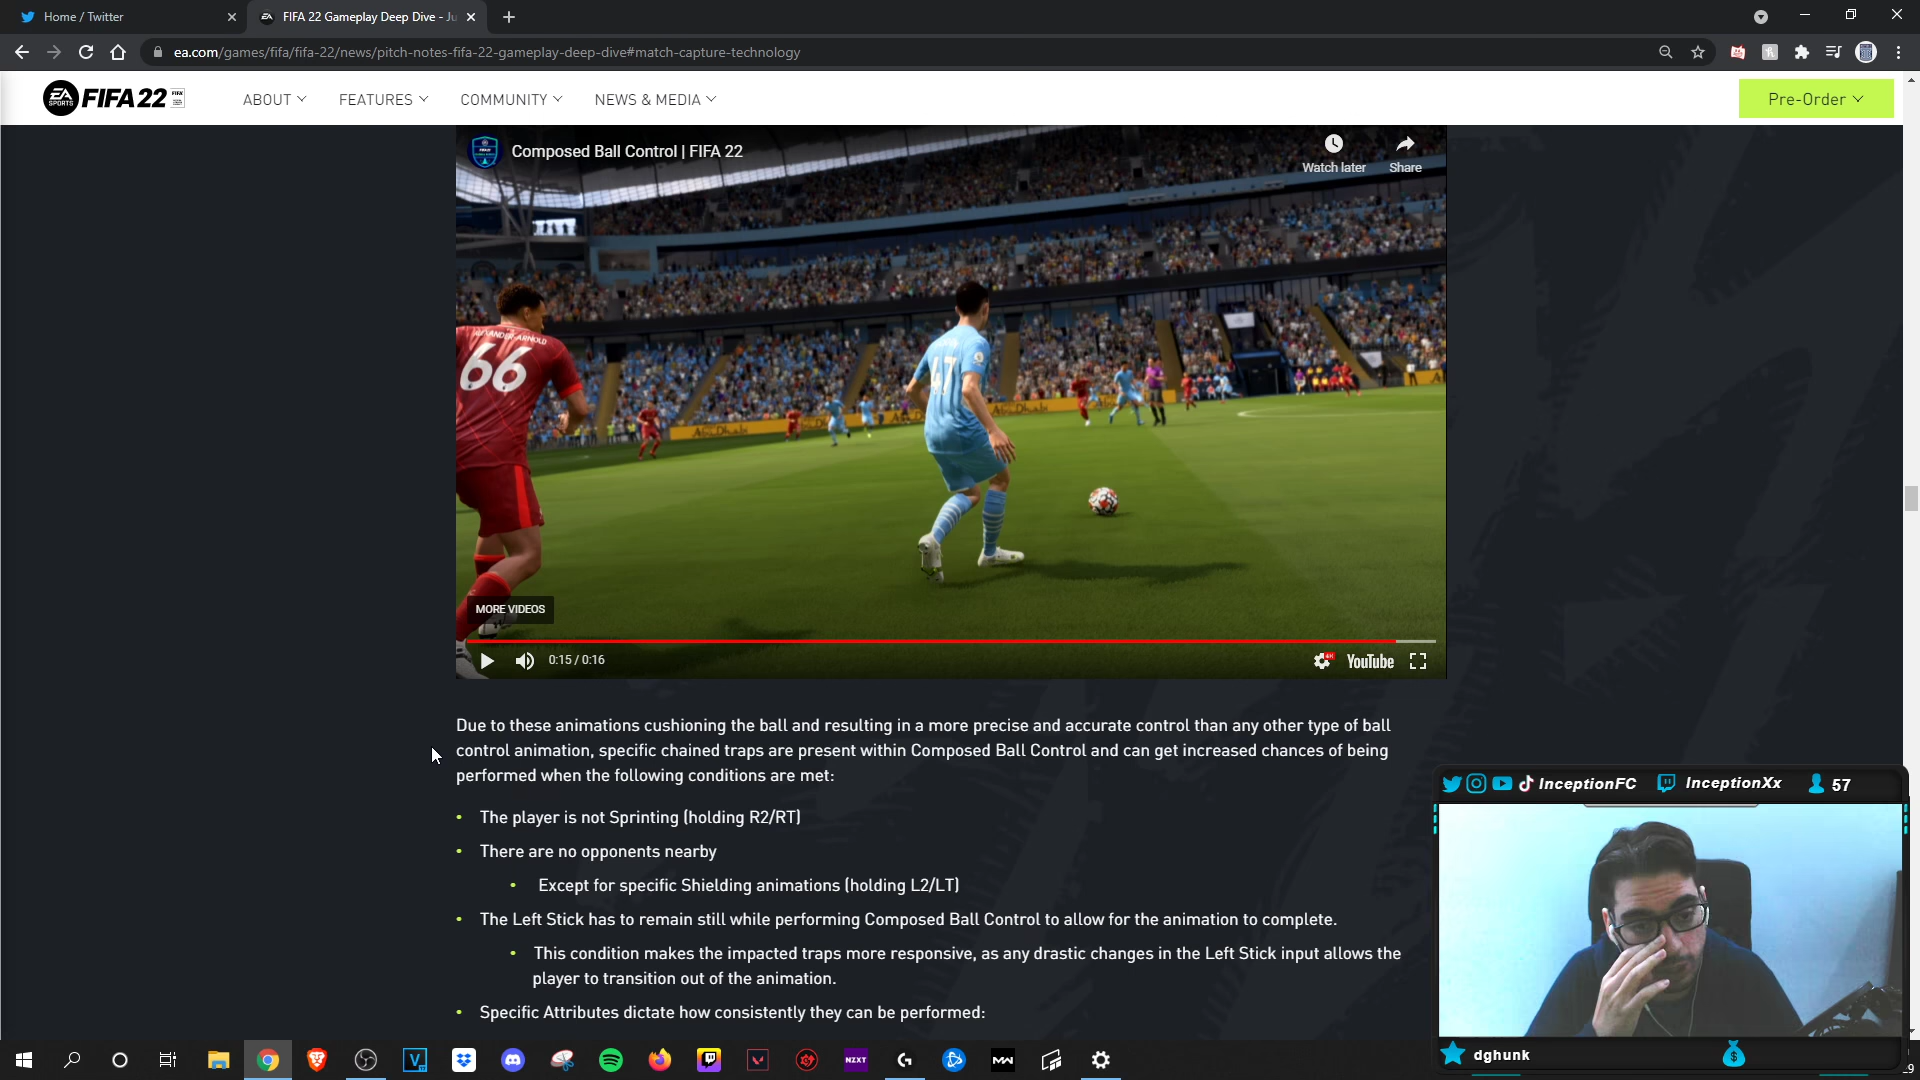 Home / Twitter
FIFA 22 Gameplay Deep Dive - Ju
ea.com/games/fifa/fifa-22/news/pitch-notes-fifa-22-gameplay-deep-dive#match-capture-technology
EA SPORTS FIFA 22
ABOUT
FEATURES
COMMUNITY
NEWS & MEDIA
Pre-Order
Composed Ball Control | FIFA 22
Watch later
Share
ALEXANDER-ARNOLD
66
47
Abu Dhabi
MORE VIDEOS
0:15 / 0:16
YouTube
Due to these animations cushioning the ball and resulting in a more precise and accurate control than any other type of ball
control animation, specific chained traps are present within Composed Ball Control and can get increased chances of being
performed when the following conditions are met:
• The player is not Sprinting (holding R2/RT)
• There are no opponents nearby
• Except for specific Shielding animations (holding L2/LT)
• The Left Stick has to remain still while performing Composed Ball Control to allow for the animation to complete.
• This condition makes the impacted traps more responsive, as any drastic changes in the Left Stick input allows the
player to transition out of the animation.
• Specific Attributes dictate how consistently they can be performed:
InceptionFC
InceptionXx
57
dghunk
NZXT
MW